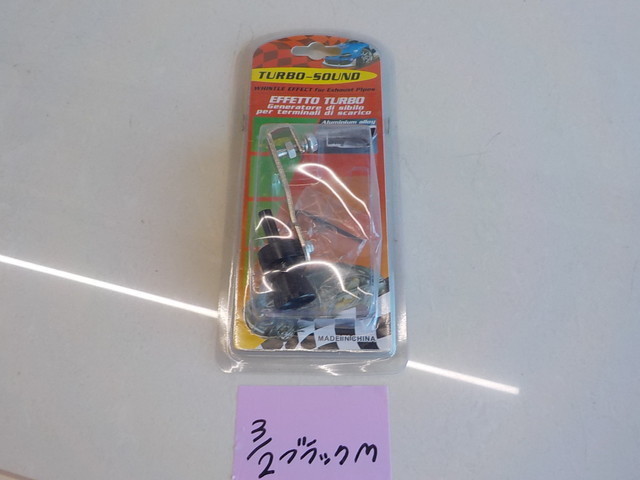 TURBO-SOUND
WHISTLE EFFECT for Exhaust Pipes
EFFETTO TURBO
Generatore di sibilo
per terminali di scarico
Aluminium alloy
MADE IN CHINA
3/2 ブラックM